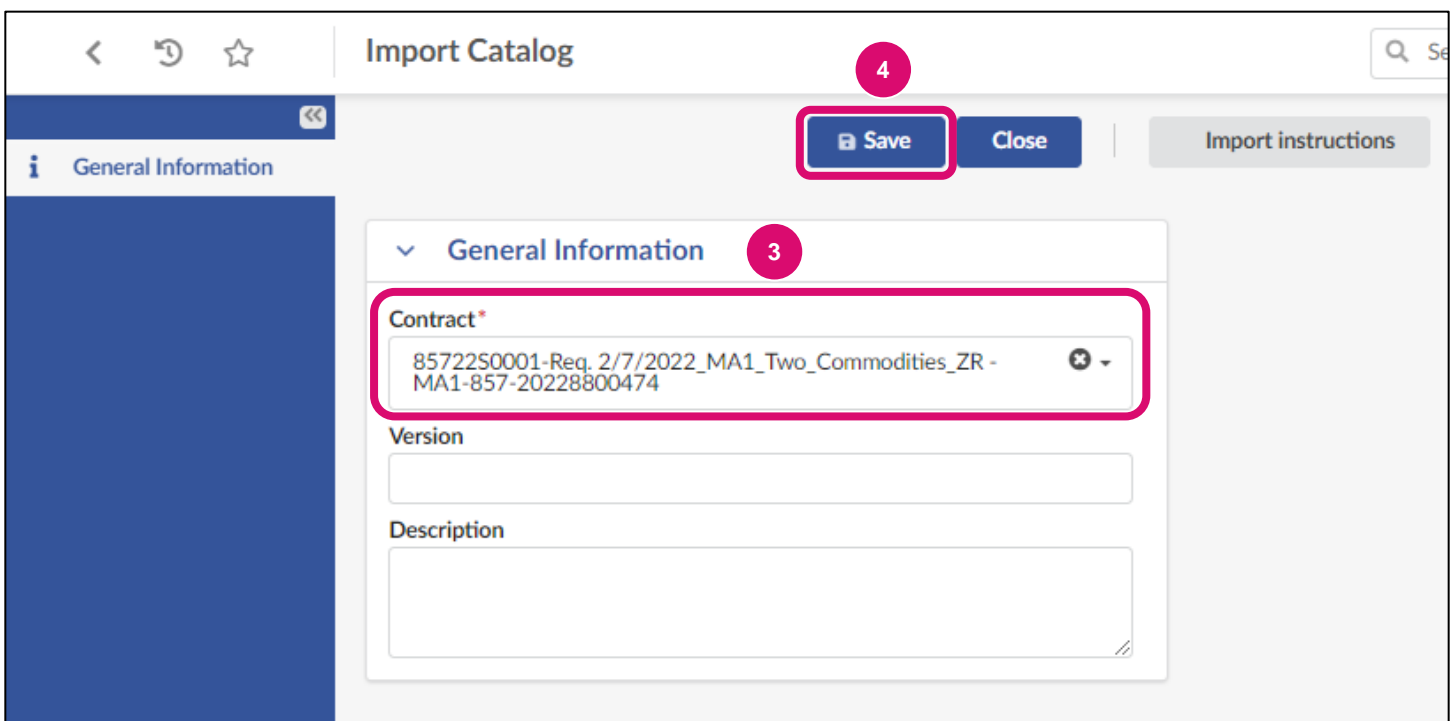 Import Catalog
Se
4
Save
Close
Import instructions
General Information
General Information
3
Contract*
85722S0001-Req. 2/7/2022_MA1_Two_Commodities_ZR -
MA1-857-20228800474
Version
Description